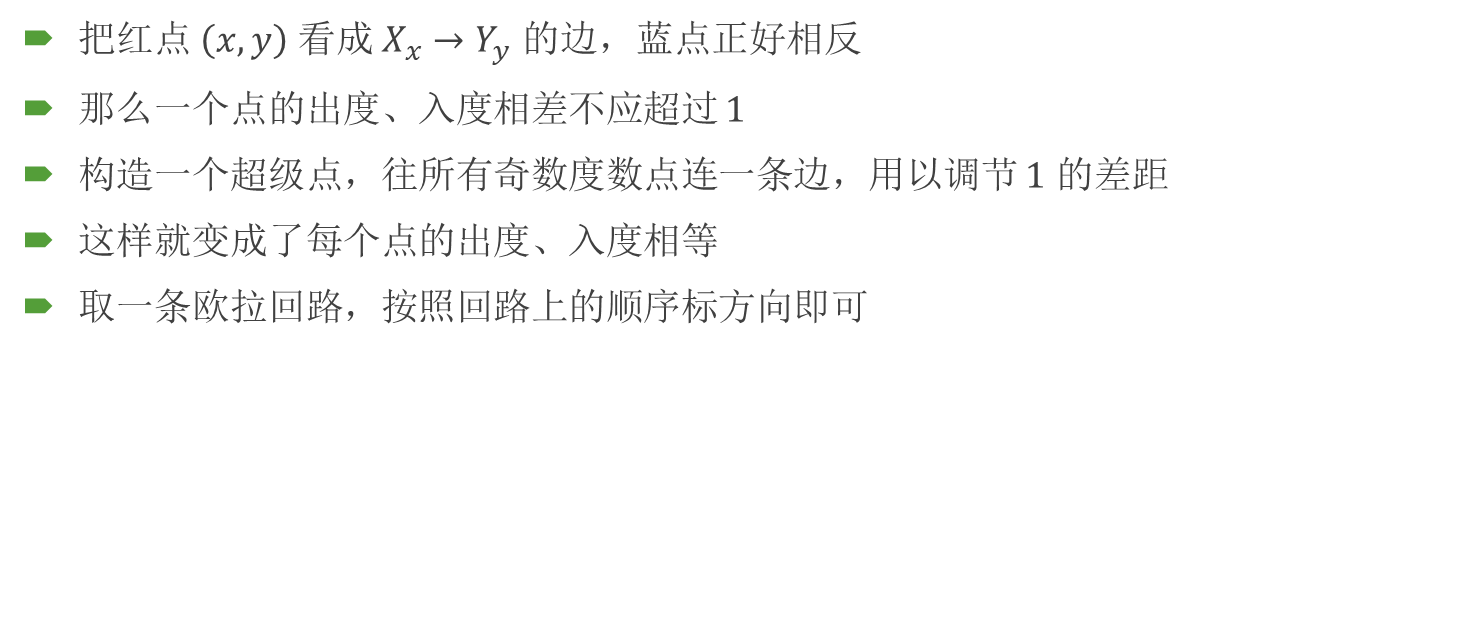 把红点 (x, y) 看成 Xₓ → Yᵧ 的边，蓝点正好相反
那么一个点的出度、入度相差不应超过 1
构造一个超级点，往所有奇数度数点连一条边，用以调节 1 的差距
这样就变成了每个点的出度、入度相等
取一条欧拉回路，按照回路上的顺序标方向即可